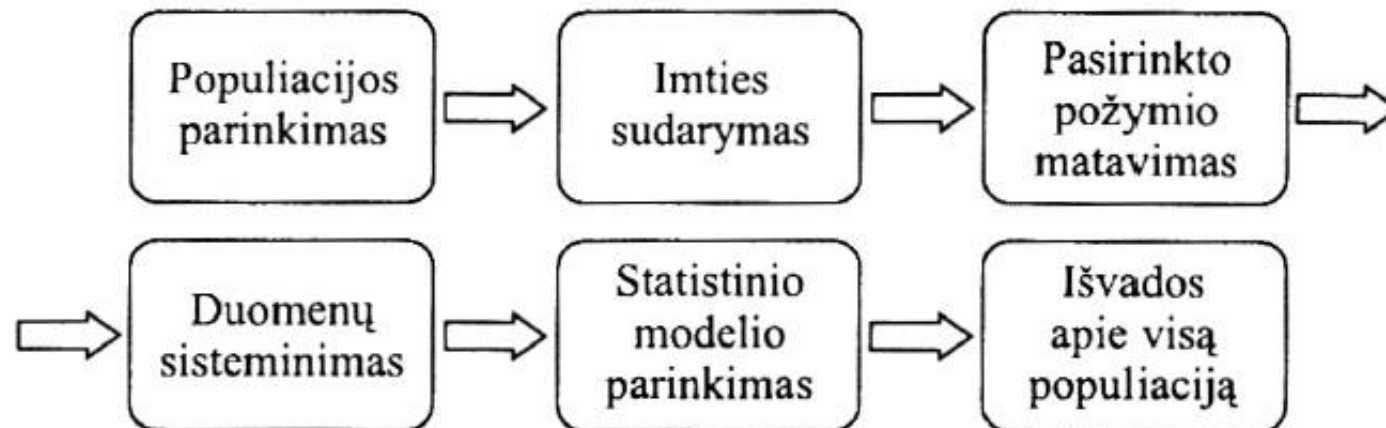 Populiacijos
parinkimas
Imties
sudarymas
Pasirinkto
požymio
matavimas
Duomenų
sisteminimas
Statistinio
modelio
parinkimas
Išvados
apie visą
populiaciją